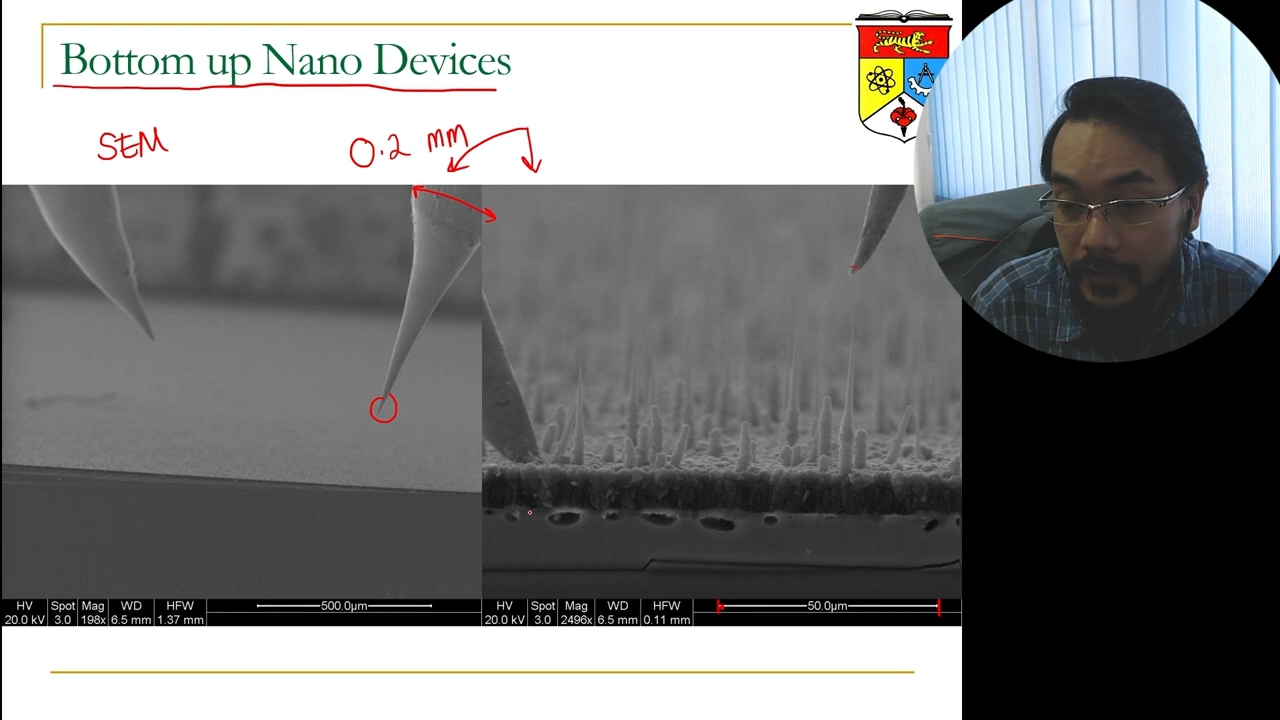 Bottom up Nano Devices
SEM
0.2 mm
HV Spot Mag WD HFW
20.0 kV 3.0 198x 6.5 mm 1.37 mm
500.0µm
HV Spot Mag WD HFW
20.0 kV 3.0 2496x 6.5 mm 0.11 mm
50.0µm